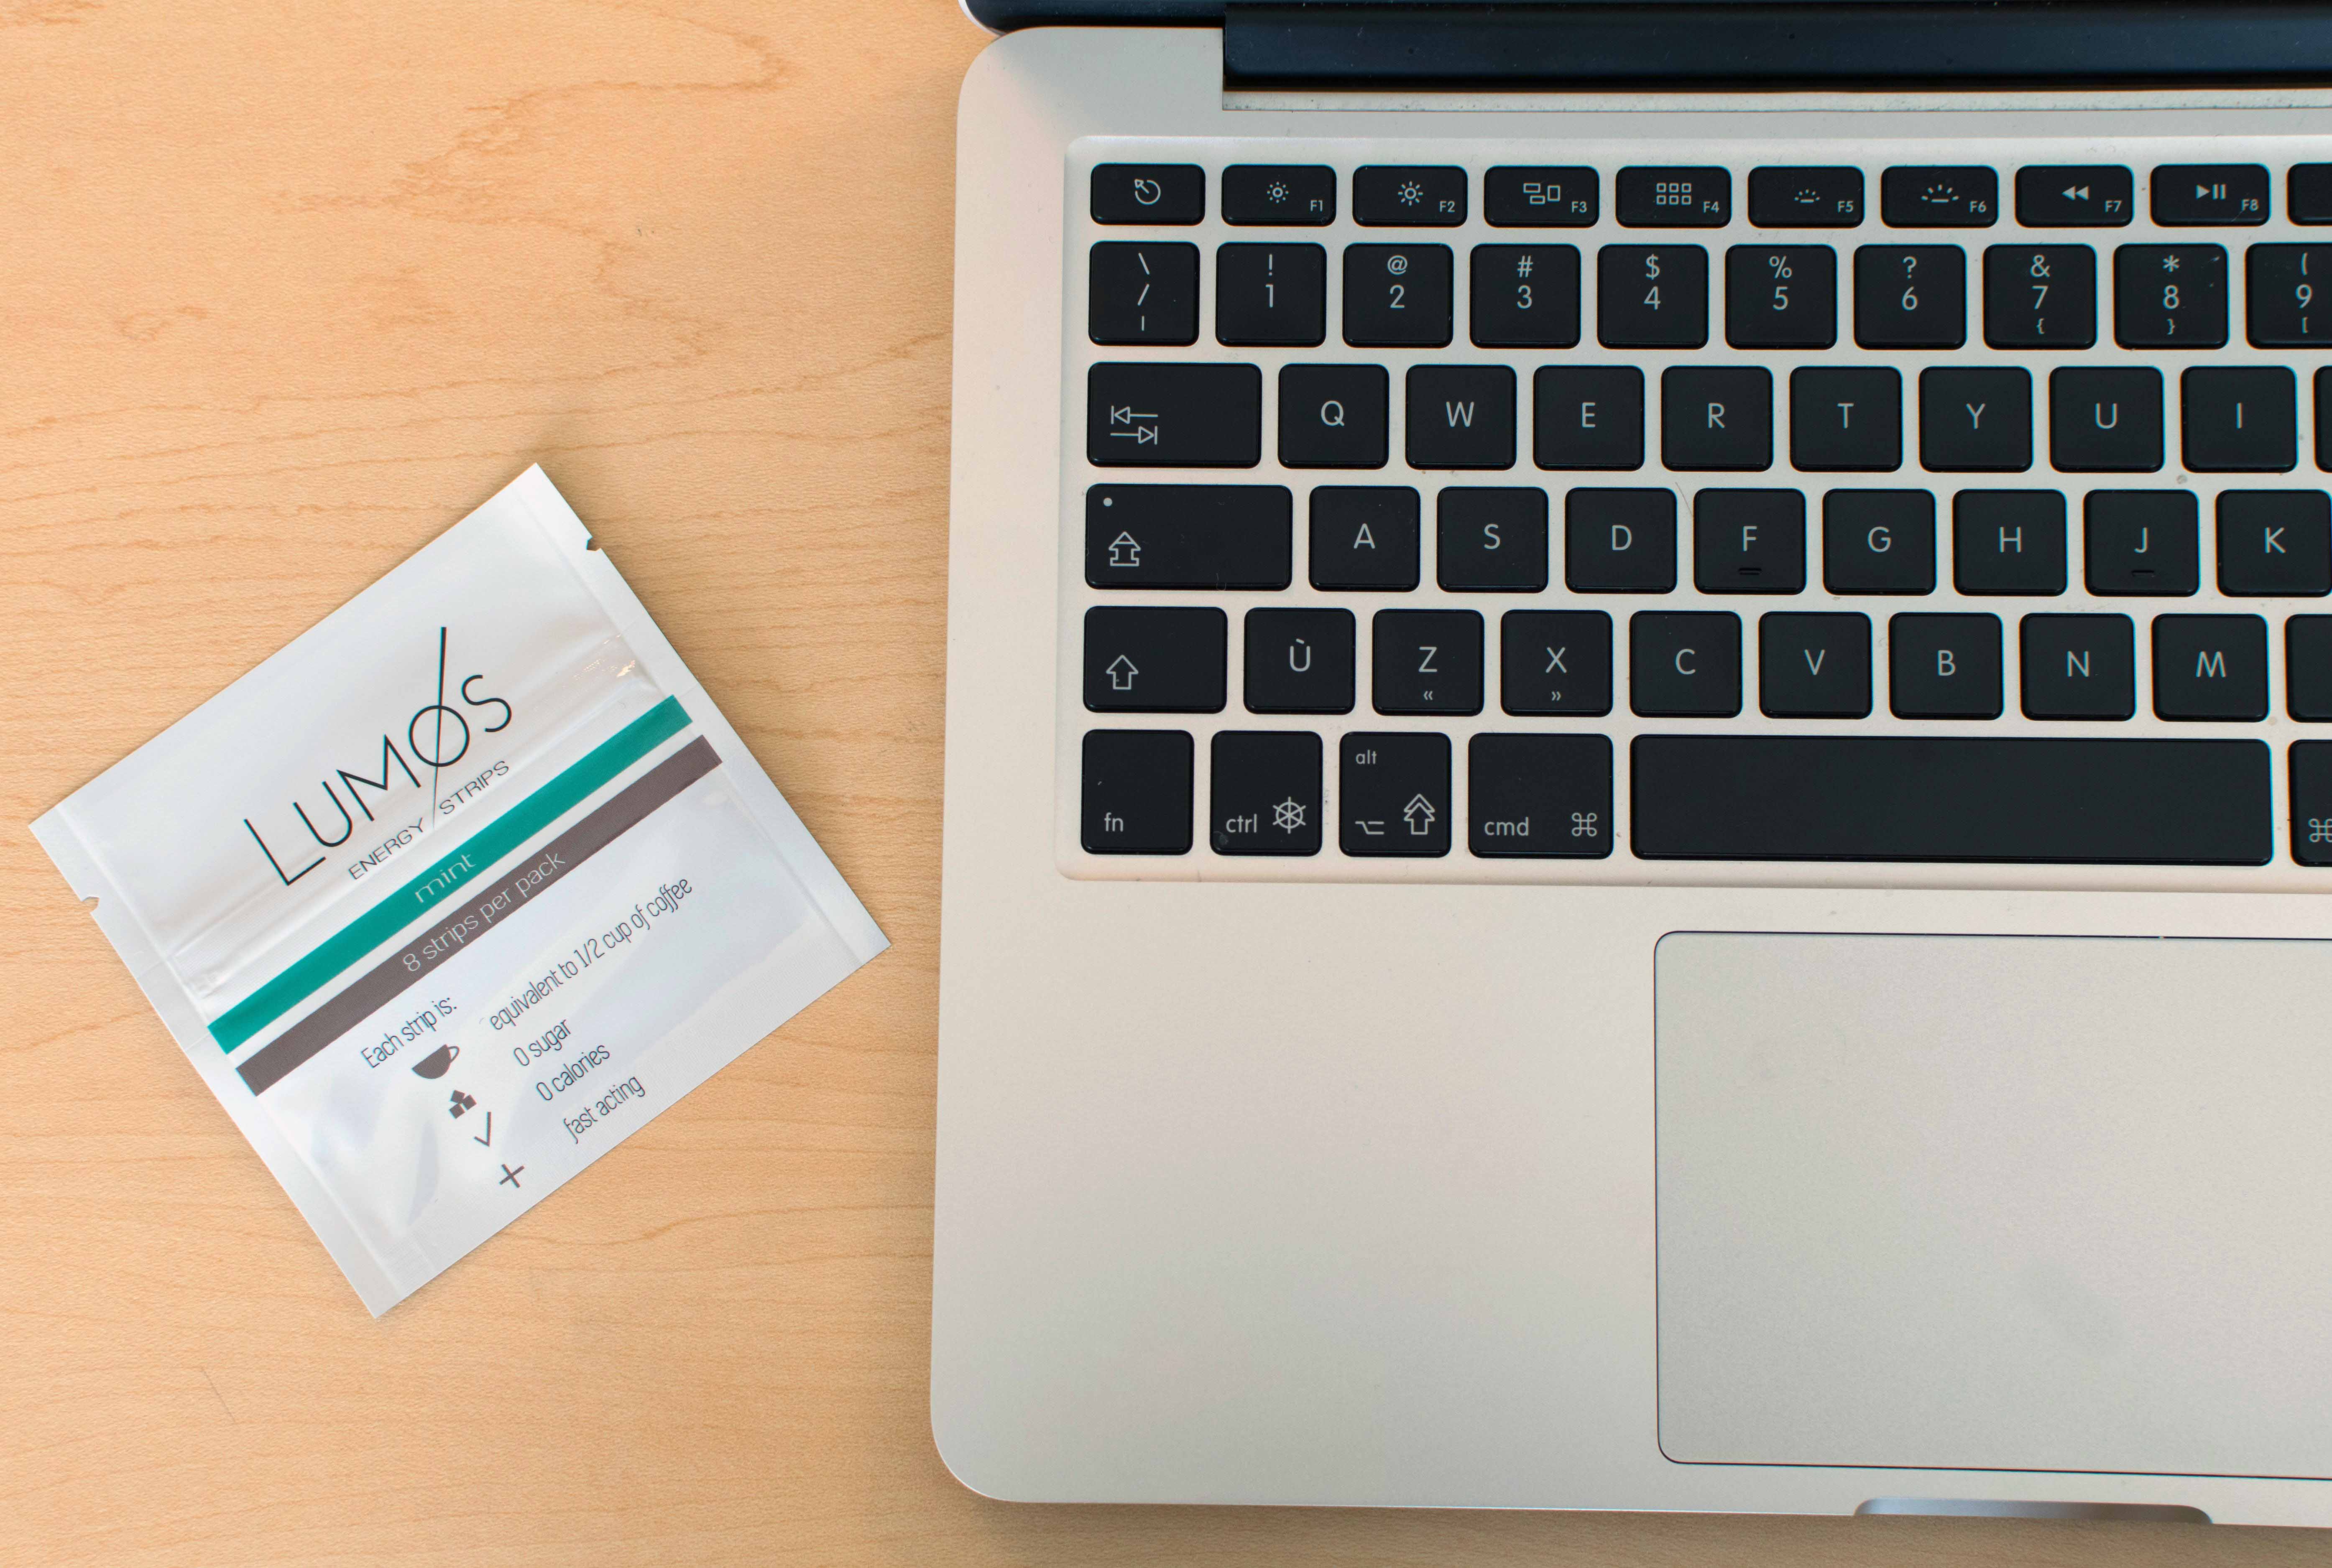 LUMOS
ENERGY STRIPS
mint
8 strips per pack
Each strip is:
equivalent to 1/2 cup of coffee
0 sugar
0 calories
fast acting
F1 F2 F3 F4 F5 F6 F7 F8
\ ! @ # $ % ? & * (
/ 1 2 3 4 5 6 7 8 9
| { } [
Q W E R T Y U I
A S D F G H J K
Ù Z X C V B N M
« »
alt
fn ctrl cmd ⌘ ⌘